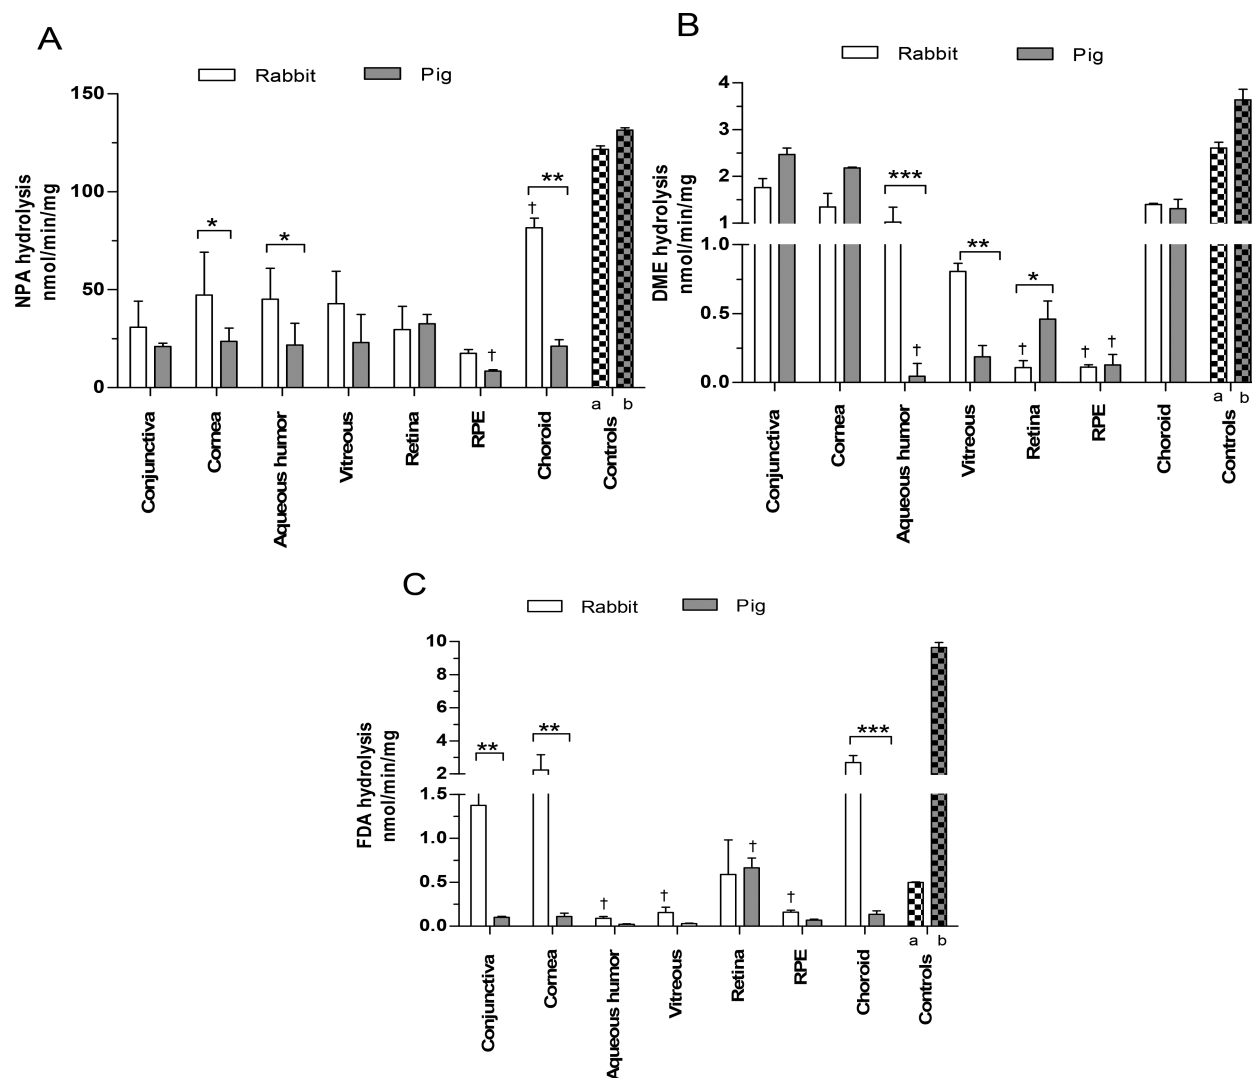 A
Rabbit
Pig
NPA hydrolysis
nmol/min/mg
150
100
50
0
*
*
†
†
**
a
b
Conjunctiva
Cornea
Aqueous humor
Vitreous
Retina
RPE
Choroid
Controls
B
Rabbit
Pig
DME hydrolysis
nmol/min/mg
4
3
2
1
1.0
0.5
0.0
***
†
**
*
†
†
†
a
b
Conjunctiva
Cornea
Aqueous humor
Vitreous
Retina
RPE
Choroid
Controls
C
Rabbit
Pig
FDA hydrolysis
nmol/min/mg
10
8
6
4
2
1.5
1.0
0.5
0.0
**
**
†
†
†
†
***
a
b
Conjunctiva
Cornea
Aqueous humor
Vitreous
Retina
RPE
Choroid
Controls